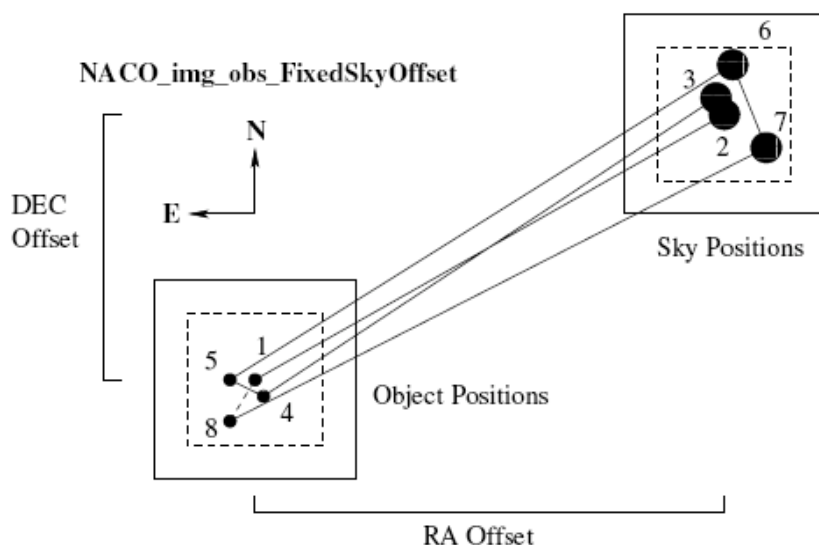 6
NACO_img_obs_FixedSkyOffset
3
7
N
2
DEC
Offset
E
Sky Positions
5
1
4
8
Object Positions
RA Offset